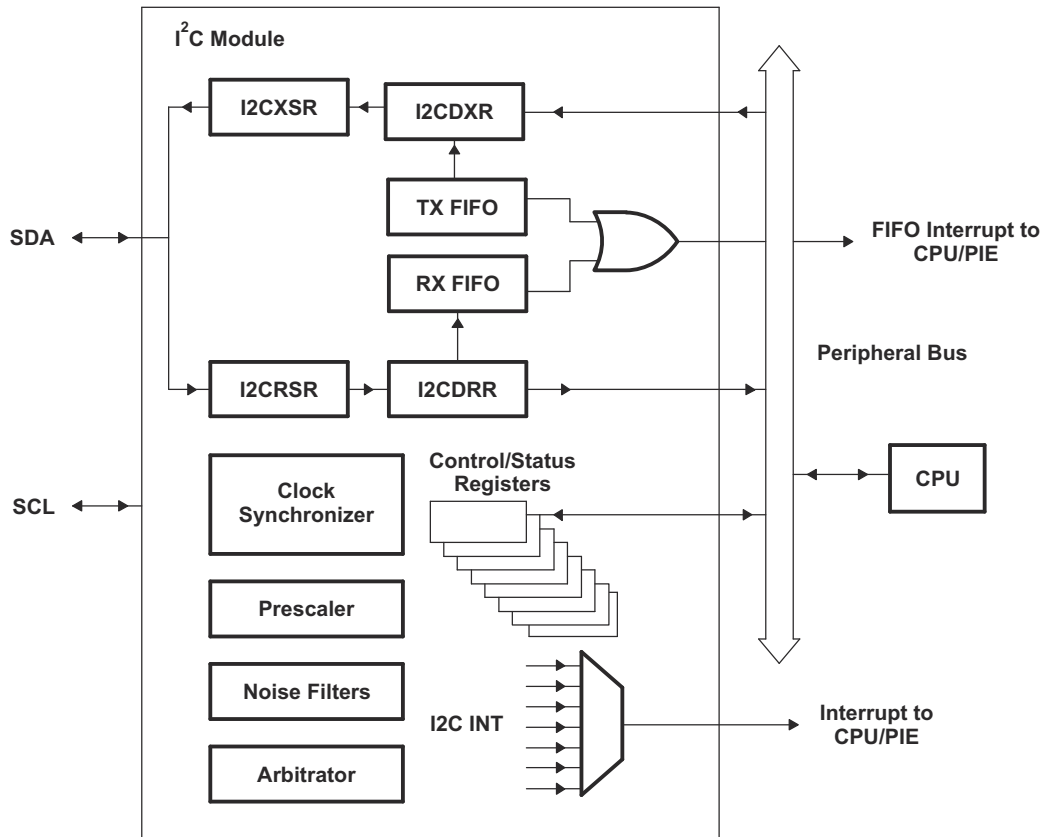 I²C Module
I2CXSR
I2CDXR
TX FIFO
SDA
FIFO Interrupt to
CPU/PIE
RX FIFO
Peripheral Bus
I2CRSR
I2CDRR
Control/Status
Registers
CPU
SCL
Clock
Synchronizer
Prescaler
Noise Filters
I2C INT
Interrupt to
CPU/PIE
Arbitrator